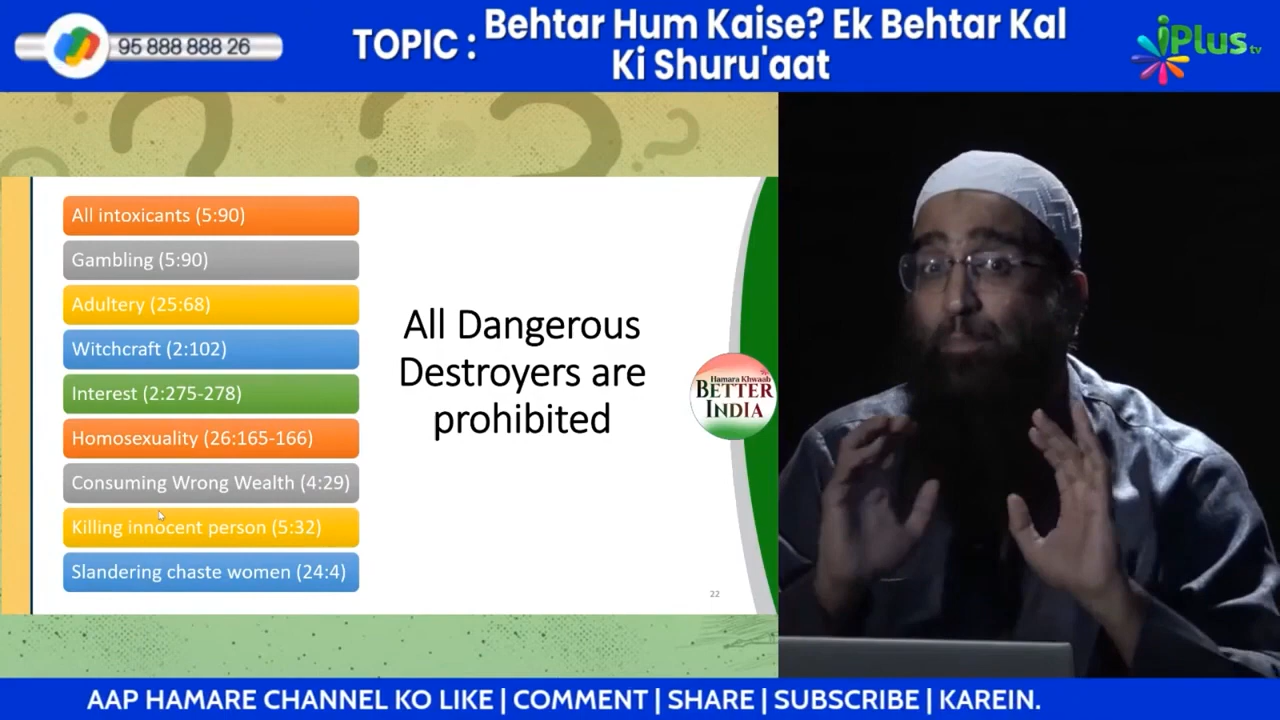 95 888 888 26
TOPIC : Behtar Hum Kaise? Ek Behtar Kal
Ki Shuru'aat
iPlus tv
All intoxicants (5:90)
Gambling (5:90)
Adultery (25:68)
Witchcraft (2:102)
Interest (2:275-278)
Homosexuality (26:165-166)
Consuming Wrong Wealth (4:29)
Killing innocent person (5:32)
Slandering chaste women (24:4)
All Dangerous
Destroyers are
prohibited
Hamara Khwaab
BETTER
INDIA
22
AAP HAMARE CHANNEL KO LIKE | COMMENT | SHARE | SUBSCRIBE | KAREIN.